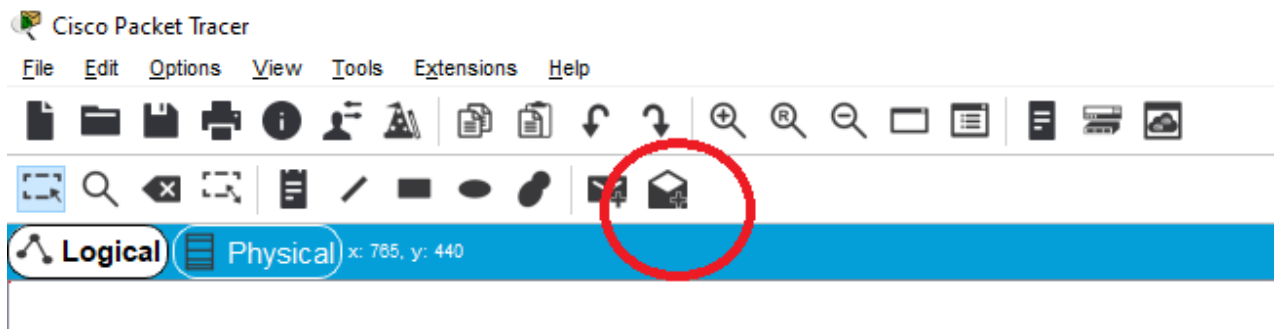 Cisco Packet Tracer
File Edit Options View Tools Extensions Help
R
Logical Physical x: 765, y: 440